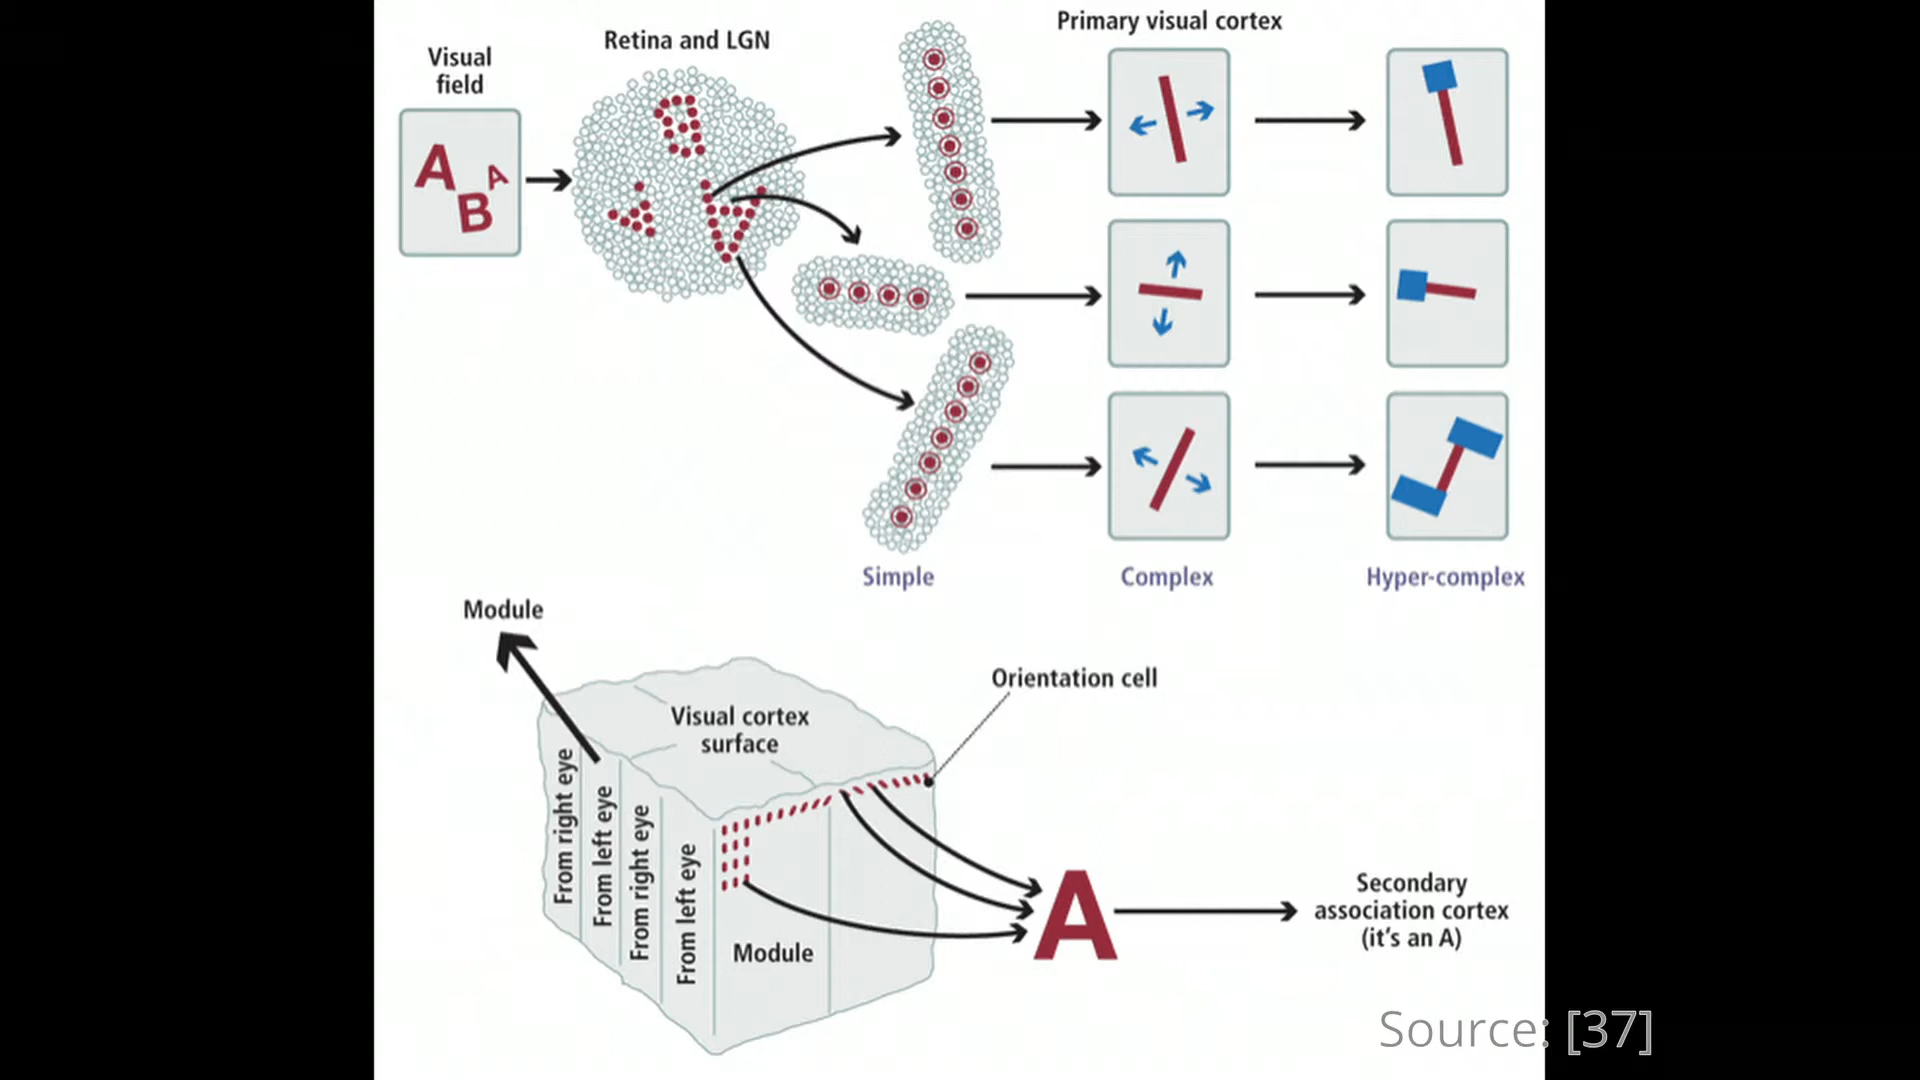 Visual
field
Retina and LGN
Primary visual cortex
A
A
B
Simple
Complex
Hyper-complex
Module
Visual cortex
surface
Orientation cell
From right eye
From left eye
From right eye
From left eye
Module
A
Secondary
association cortex
(it's an A)
Source: [37]